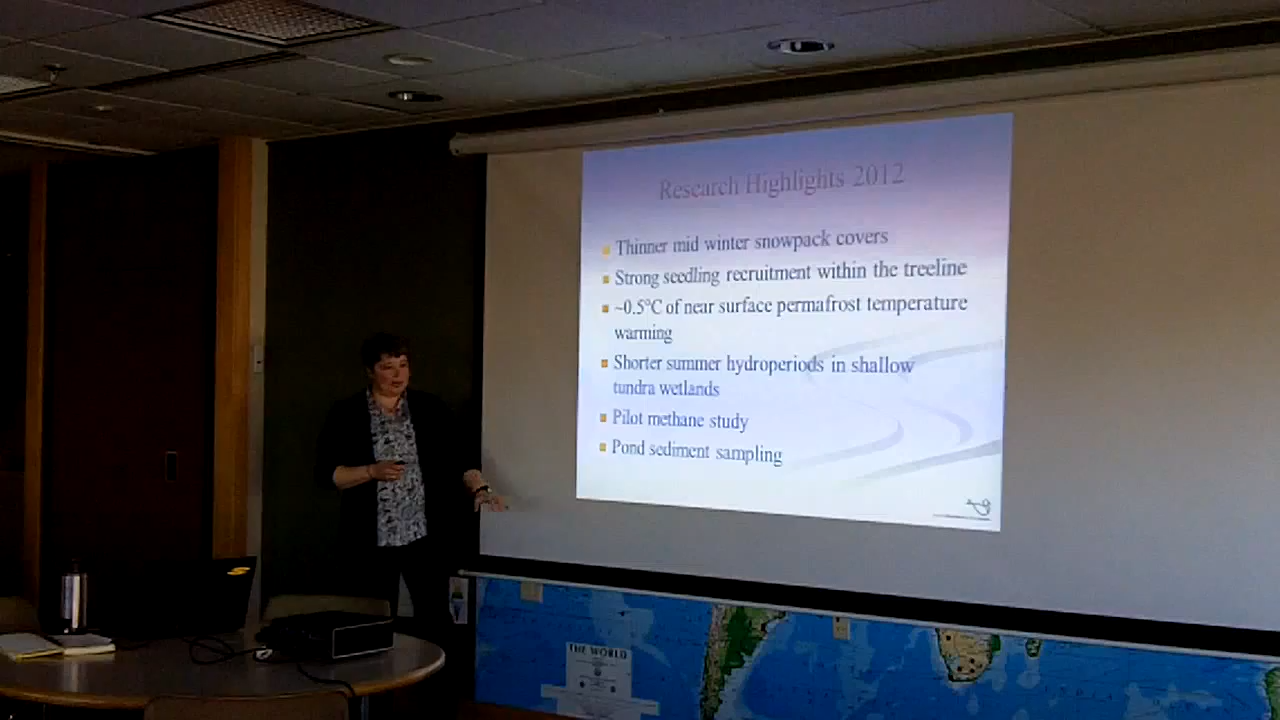 Research Highlights 2012
Thinner mid winter snowpack covers
Strong seedling recruitment within the treeline
~0.5°C of near surface permafrost temperature
warming
Shorter summer hydroperiods in shallow
tundra wetlands
Pilot methane study
Pond sediment sampling
THE WORLD